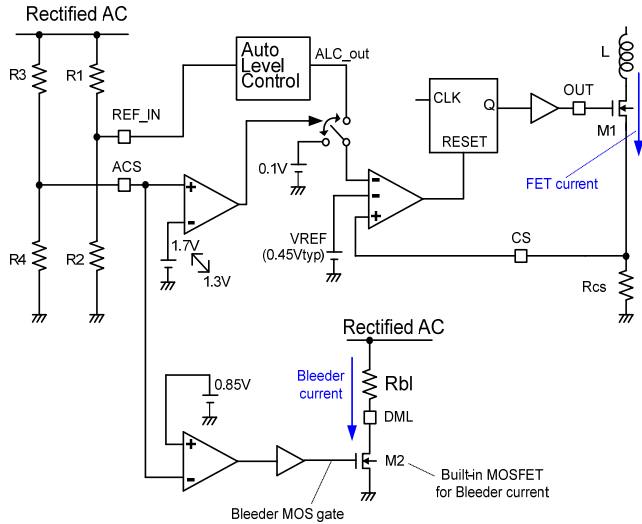 Rectified AC
R3
R1
Auto
Level
Control
ALC_out
REF_IN
ACS
0.1V
1.7V
1.3V
R4
R2
VREF
(0.45Vtyp)
CLK
Q
RESET
OUT
L
M1
FET current
CS
Rcs
Rectified AC
Bleeder
current
Rbl
DML
0.85V
M2
Built-in MOSFET
for Bleeder current
Bleeder MOS gate